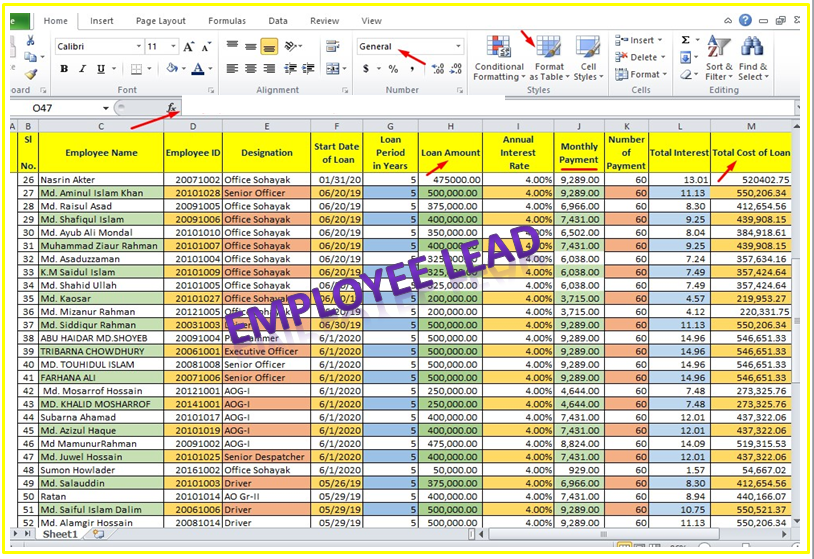 Home Insert Page Layout Formulas Data Review View
Calibri 11 A A General Conditional Formatting Format as Table Cell Styles Insert Delete Format Σ Sort & Filter Find & Select
B I U A $ % ,
Font Alignment Number Styles Cells Editing
O47 fx
A B C D E F G H I J K L M
Sl No. Employee Name Employee ID Designation Start Date of Loan Loan Period in Years Loan Amount Annual Interest Rate Monthly Payment Number of Payment Total Interest Total Cost of Loan
26 Nasrin Akter 20071002 Office Sohayak 01/31/20 5 475000.00 4.00% 9,289.00 60 13.01 520402.75
27 Md. Aminul Islam Khan 20101028 Senior Officer 06/20/19 5 500,000.00 4.00% 9,289.00 60 11.13 550,206.34
28 Md. Raisul Asad 20091005 Office Sohayak 06/20/19 5 375,000.00 4.00% 6,966.00 60 8.30 412,654.56
29 Md. Shafiqul Islam 20091006 Office Sohayak 06/20/19 5 400,000.00 4.00% 7,431.00 60 9.25 439,908.15
30 Md. Ayub Ali Mondal 20101010 Office Sohayak 06/20/19 5 350,000.00 4.00% 6,502.00 60 8.04 384,918.61
31 Muhammad Ziaur Rahman 20101007 Office Sohayak 06/20/19 5 400,000.00 4.00% 7,431.00 60 9.25 439,908.15
32 Md. Asaduzzaman 20101004 Office Sohayak 06/20/19 5 325,000.00 4.00% 6,038.00 60 7.24 357,634.16
33 K.M Saidul Islam 20101009 Office Sohayak 06/20/19 325,000.00 4.00% 6,038.00 60 7.49 357,424.64
34 Md. Shahid Ullah 20101005 Office Sohayak 06/20/19 325,000.00 4.00% 6,038.00 60 7.49 357,424.64
35 Md. Kaosar 20101027 Office Sohayak 06/20/19 5 200,000.00 4.00% 3,715.00 60 4.57 219,953.27
36 Md. Mizanur Rahman 20121005 Office Sohayak 06/20/19 5 200,000.00 4.00% 3,715.00 60 4.12 220,331.75
37 Md. Siddiqur Rahman 20031003 Driver 06/30/19 5 500,000.00 4.00% 9,289.00 60 11.13 550,206.34
38 ABU HAIDAR MD.SHOYEB 20091004 Programmer 6/1/2020 5 500,000.00 4.00% 9,289.00 60 14.96 546,651.33
39 TRIBARNA CHOWDHURY 20061001 Executive Officer 6/1/2020 5 500,000.00 4.00% 9,289.00 60 14.96 546,651.33
40 MD. TOUHIDUL ISLAM 20081008 Senior Officer 6/1/2020 5 500,000.00 4.00% 9,289.00 60 14.96 546,651.33
41 FARHANA ALI 20071006 Senior Officer 6/1/2020 5 500,000.00 4.00% 9,289.00 60 14.96 546,651.33
42 Md. Mosarrof Hossain 20121001 AOG-I 6/1/2020 5 250,000.00 4.00% 4,644.00 60 7.48 273,325.76
43 MD. KHALID MOSHARROF 20141001 AOG-I 6/1/2020 5 250,000.00 4.00% 4,644.00 60 7.48 273,325.76
44 Subarna Ahamad 20101017 AOG-I 6/1/2020 5 400,000.00 4.00% 7,431.00 60 12.01 437,322.06
45 Md. Azizul Haque 20101019 AOG-I 6/1/2020 5 400,000.00 4.00% 7,431.00 60 12.01 437,322.06
46 Md MamunurRahman 20091002 AOG-I 6/1/2020 5 475,000.00 4.00% 8,824.00 60 14.09 519,315.53
47 Md. Juwel Hossain 20101025 Senior Despatcher 6/1/2020 5 400,000.00 4.00% 7,431.00 60 12.01 437,322.06
48 Sumon Howlader 20161002 Office Sohayak 6/1/2020 5 50,000.00 4.00% 929.00 60 1.57 54,667.02
49 Md. Salauddin 20101003 Driver 05/26/19 5 375,000.00 4.00% 6,966.00 60 8.30 412,654.56
50 Ratan 20101014 AO Gr-II 05/29/19 5 400,000.00 4.00% 7,431.00 60 8.94 440,166.07
51 Md. Saiful Islam Dalim 20061006 Driver 05/29/19 5 500,000.00 4.00% 9,289.00 60 10.75 550,521.37
52 Md. Alamgir Hossain 20081014 Driver 05/29/19 5 500,000.00 4.00% 9,289.00 60 11.13 550,206.34
EMPLOYEE LEAD
Sheet1